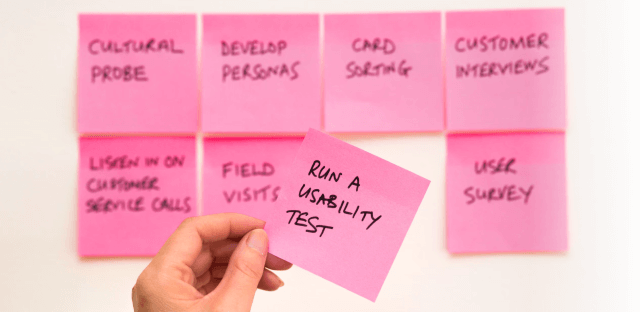 CULTURAL
PROBE
DEVELOP
PERSONAS
CARD
SORTING
CUSTOMER
INTERVIEWS
LISTEN IN ON
CUSTOMER
SERVICE CALLS
FIELD
VISITS
RUN A
USABILITY
TEST
USER
SURVEY